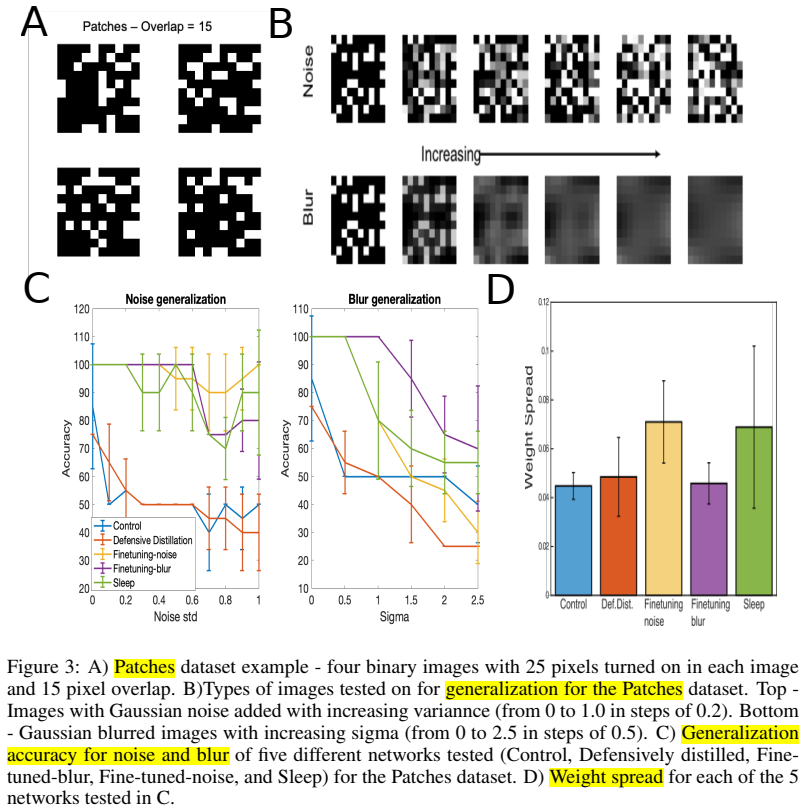 A
Patches – Overlap = 15
B
Noise
Increasing
Blur
C
Noise generalization
120
110
100
90
80
70
60
50
40
30
20
10
Accuracy
0
0.2
0.4
0.6
0.8
1
Noise std
Control
Defensive Distillation
Finetuning-noise
Finetuning-blur
Sleep
Blur generalization
110
100
90
80
70
60
50
40
30
20
10
Accuracy
0
0.5
1
1.5
2
2.5
Sigma
D
0.12
0.1
0.08
0.06
0.04
0.02
0
Weight Spread
Control
Def.Dist.
Finetuning
noise
Finetuning
blur
Sleep
Figure 3: A) Patches dataset example - four binary images with 25 pixels turned on in each image
and 15 pixel overlap. B)Types of images tested on for generalization for the Patches dataset. Top -
Images with Gaussian noise added with increasing variannce (from 0 to 1.0 in steps of 0.2). Bottom
- Gaussian blurred images with increasing sigma (from 0 to 2.5 in steps of 0.5). C) Generalization
accuracy for noise and blur of five different networks tested (Control, Defensively distilled, Fine-
tuned-blur, Fine-tuned-noise, and Sleep) for the Patches dataset. D) Weight spread for each of the 5
networks tested in C.